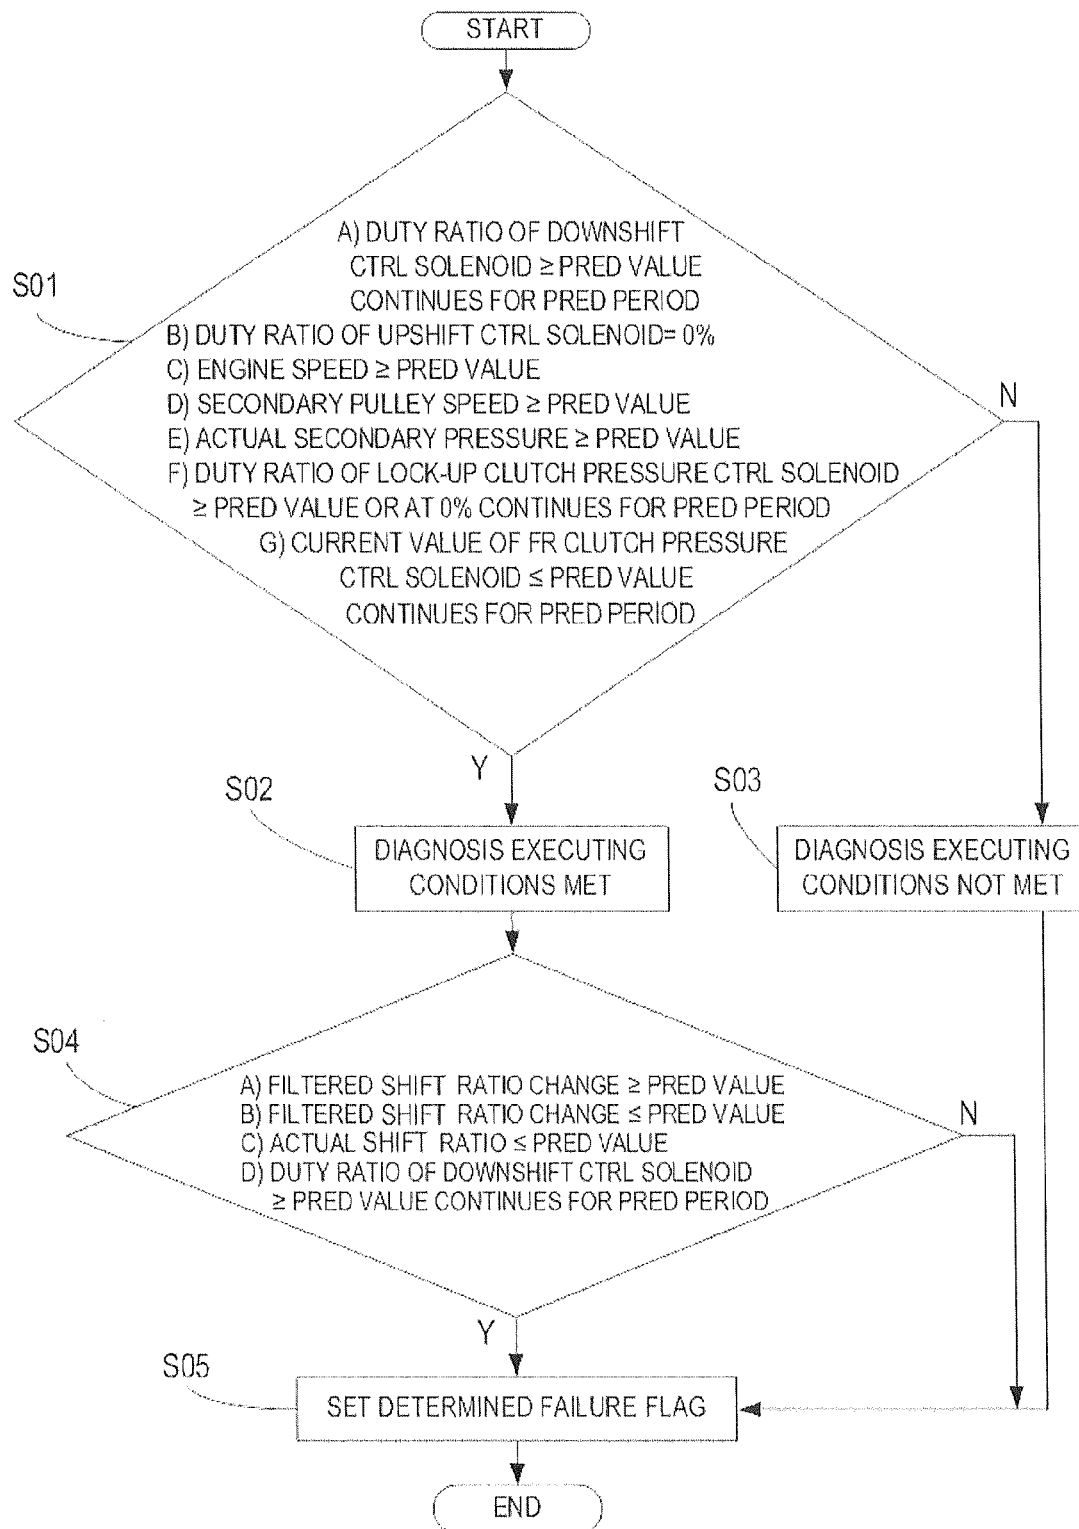 START
S01
A) DUTY RATIO OF DOWNSHIFT
CTRL SOLENOID ≥ PRED VALUE
CONTINUES FOR PRED PERIOD
B) DUTY RATIO OF UPSHIFT CTRL SOLENOID= 0%
C) ENGINE SPEED ≥ PRED VALUE
D) SECONDARY PULLEY SPEED ≥ PRED VALUE
E) ACTUAL SECONDARY PRESSURE ≥ PRED VALUE
F) DUTY RATIO OF LOCK-UP CLUTCH PRESSURE CTRL SOLENOID
≥ PRED VALUE OR AT 0% CONTINUES FOR PRED PERIOD
G) CURRENT VALUE OF FR CLUTCH PRESSURE
CTRL SOLENOID ≤ PRED VALUE
CONTINUES FOR PRED PERIOD
N
Y
S02
DIAGNOSIS EXECUTING
CONDITIONS MET
S03
DIAGNOSIS EXECUTING
CONDITIONS NOT MET
S04
A) FILTERED SHIFT RATIO CHANGE ≥ PRED VALUE
B) FILTERED SHIFT RATIO CHANGE ≤ PRED VALUE
C) ACTUAL SHIFT RATIO ≤ PRED VALUE
D) DUTY RATIO OF DOWNSHIFT CTRL SOLENOID
≥ PRED VALUE CONTINUES FOR PRED PERIOD
N
Y
S05
SET DETERMINED FAILURE FLAG
END